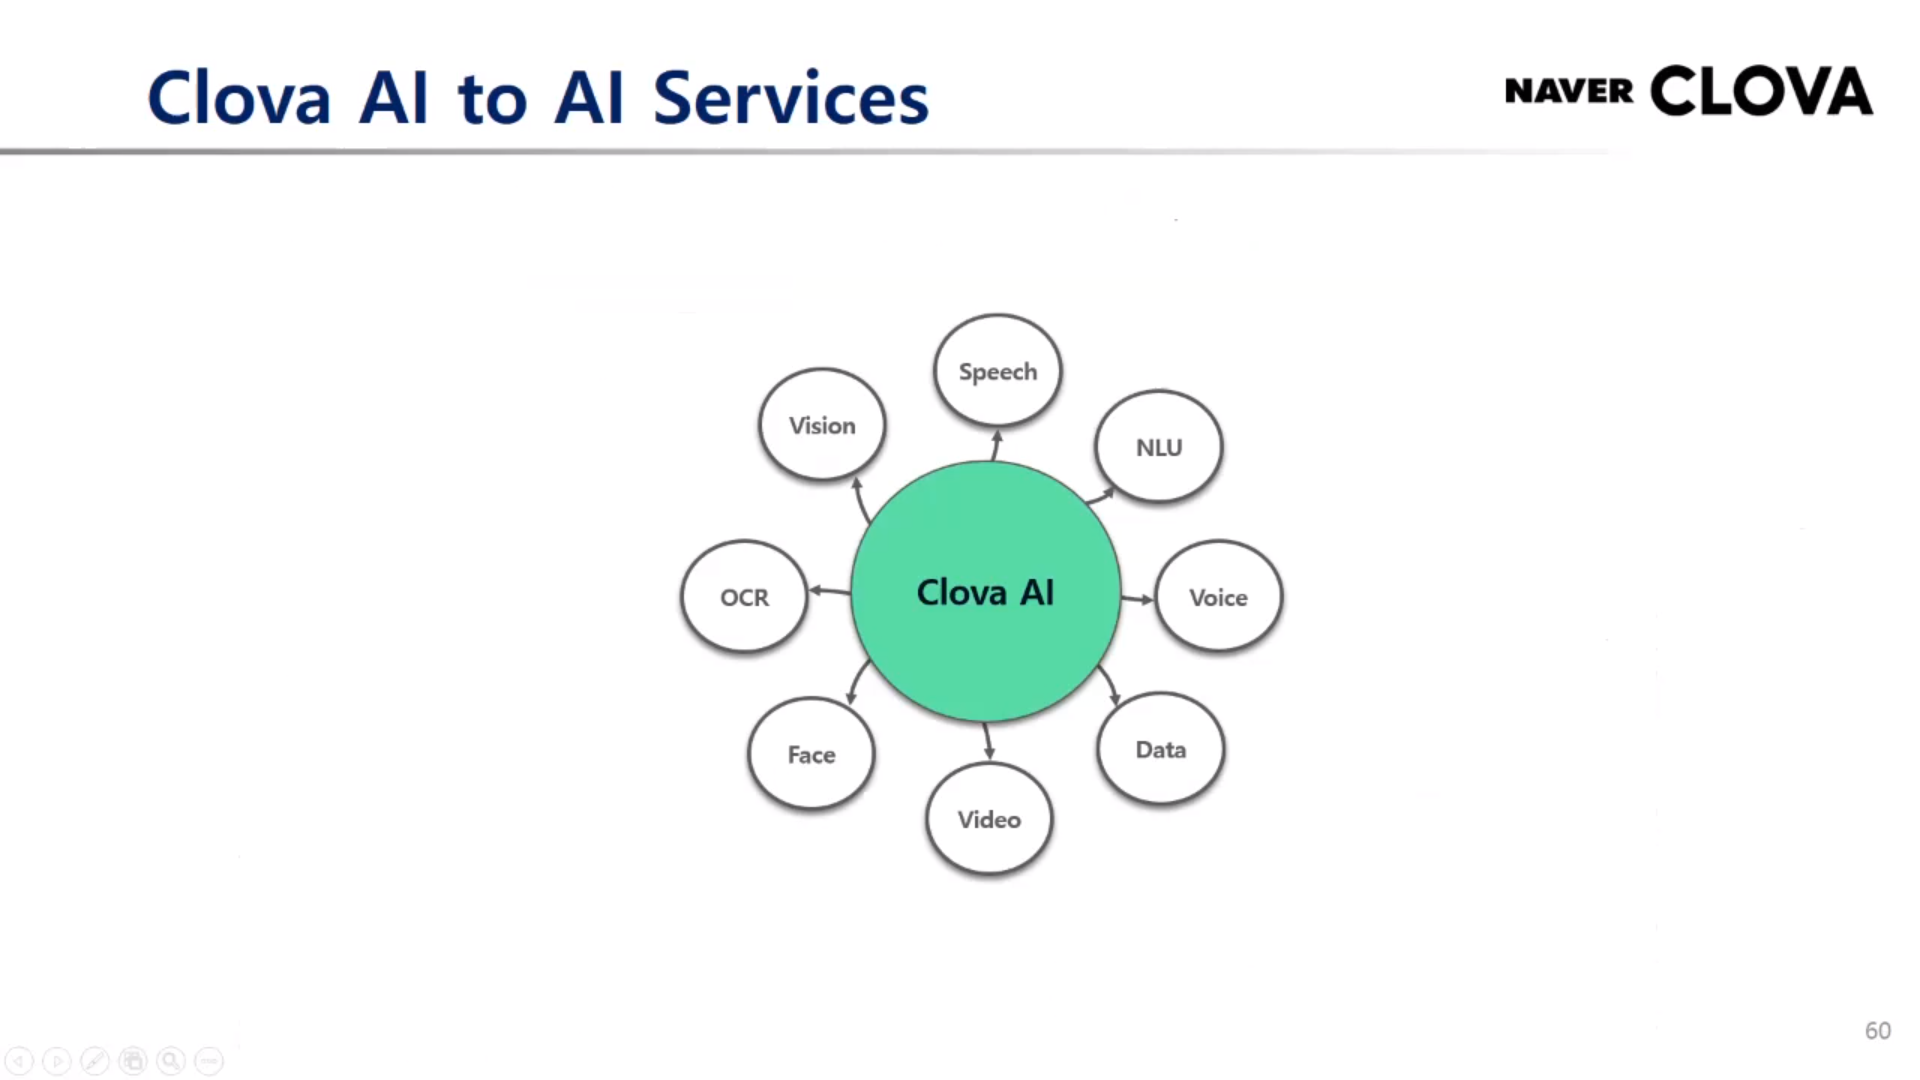 Clova AI to AI Services
NAVER CLOVA
Speech
Vision
NLU
OCR
Clova AI
Voice
Face
Data
Video
60